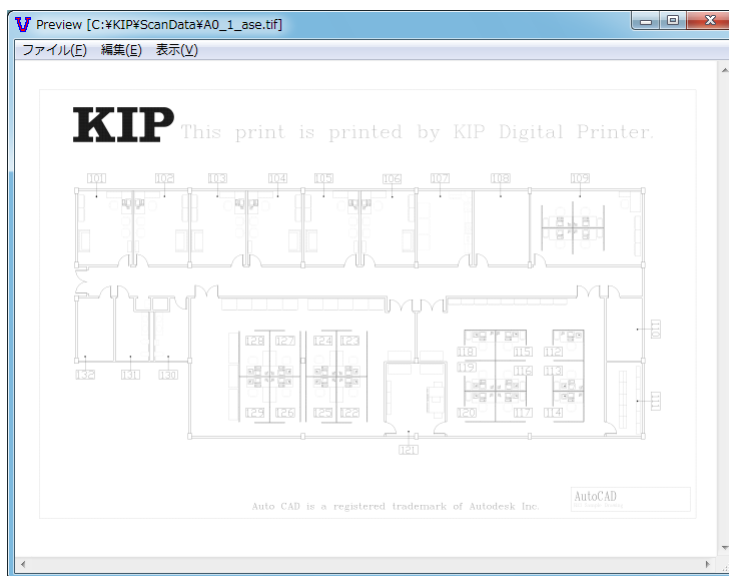 Preview [C:¥KIP¥ScanData¥A0_1_ase.tif]
ファイル(F) 編集(E) 表示(V)
KIP This print is printed by KIP Digital Printer.
101 102 103 104 105 106 107 108 109
128 127 124 123
118 115 112
110
119 116 113
132 131 130
129 126 125 122
120 117 114
111
121
AutoCAD
Auto CAD is a registered trademark of Autodesk Inc.